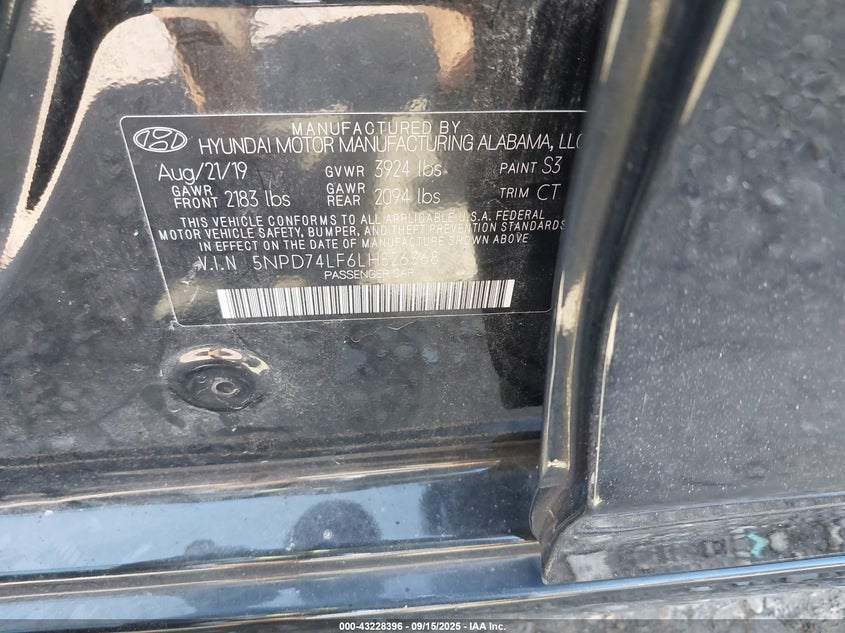 MANUFACTURED BY
HYUNDAI MOTOR MANUFACTURING ALABAMA, LLC
Aug/21/19 GVWR 3924 lbs PAINT S3
GAWR FRONT 2183 lbs GAWR REAR 2094 lbs TRIM CT
THIS VEHICLE CONFORMS TO ALL APPLICABLE U.S.A. FEDERAL
MOTOR VEHICLE SAFETY, BUMPER, AND THEFT PREVENTION STANDARDS
IN EFFECT ON THE DATE OF MANUFACTURE SHOWN ABOVE
V.I.N 5NPD74LF6LH526368
PASSENGER CAR
000-43228396 - 09/15/2025 - IAA Inc.